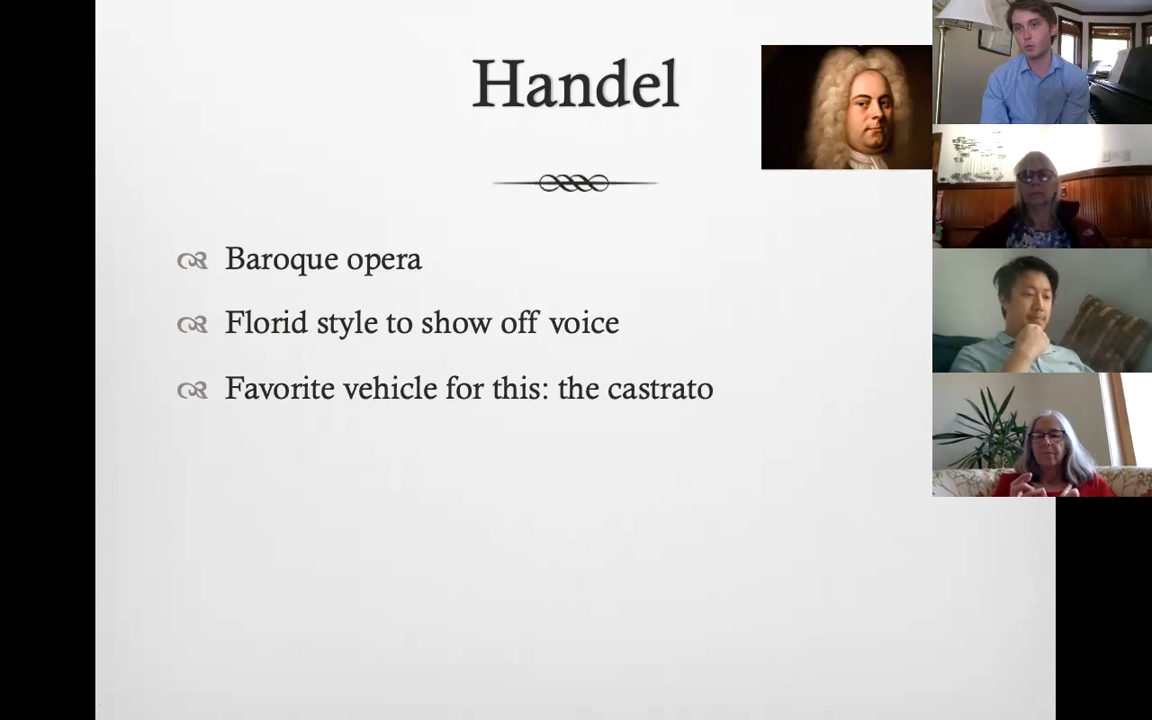 Handel
Baroque opera
Florid style to show off voice
Favorite vehicle for this: the castrato